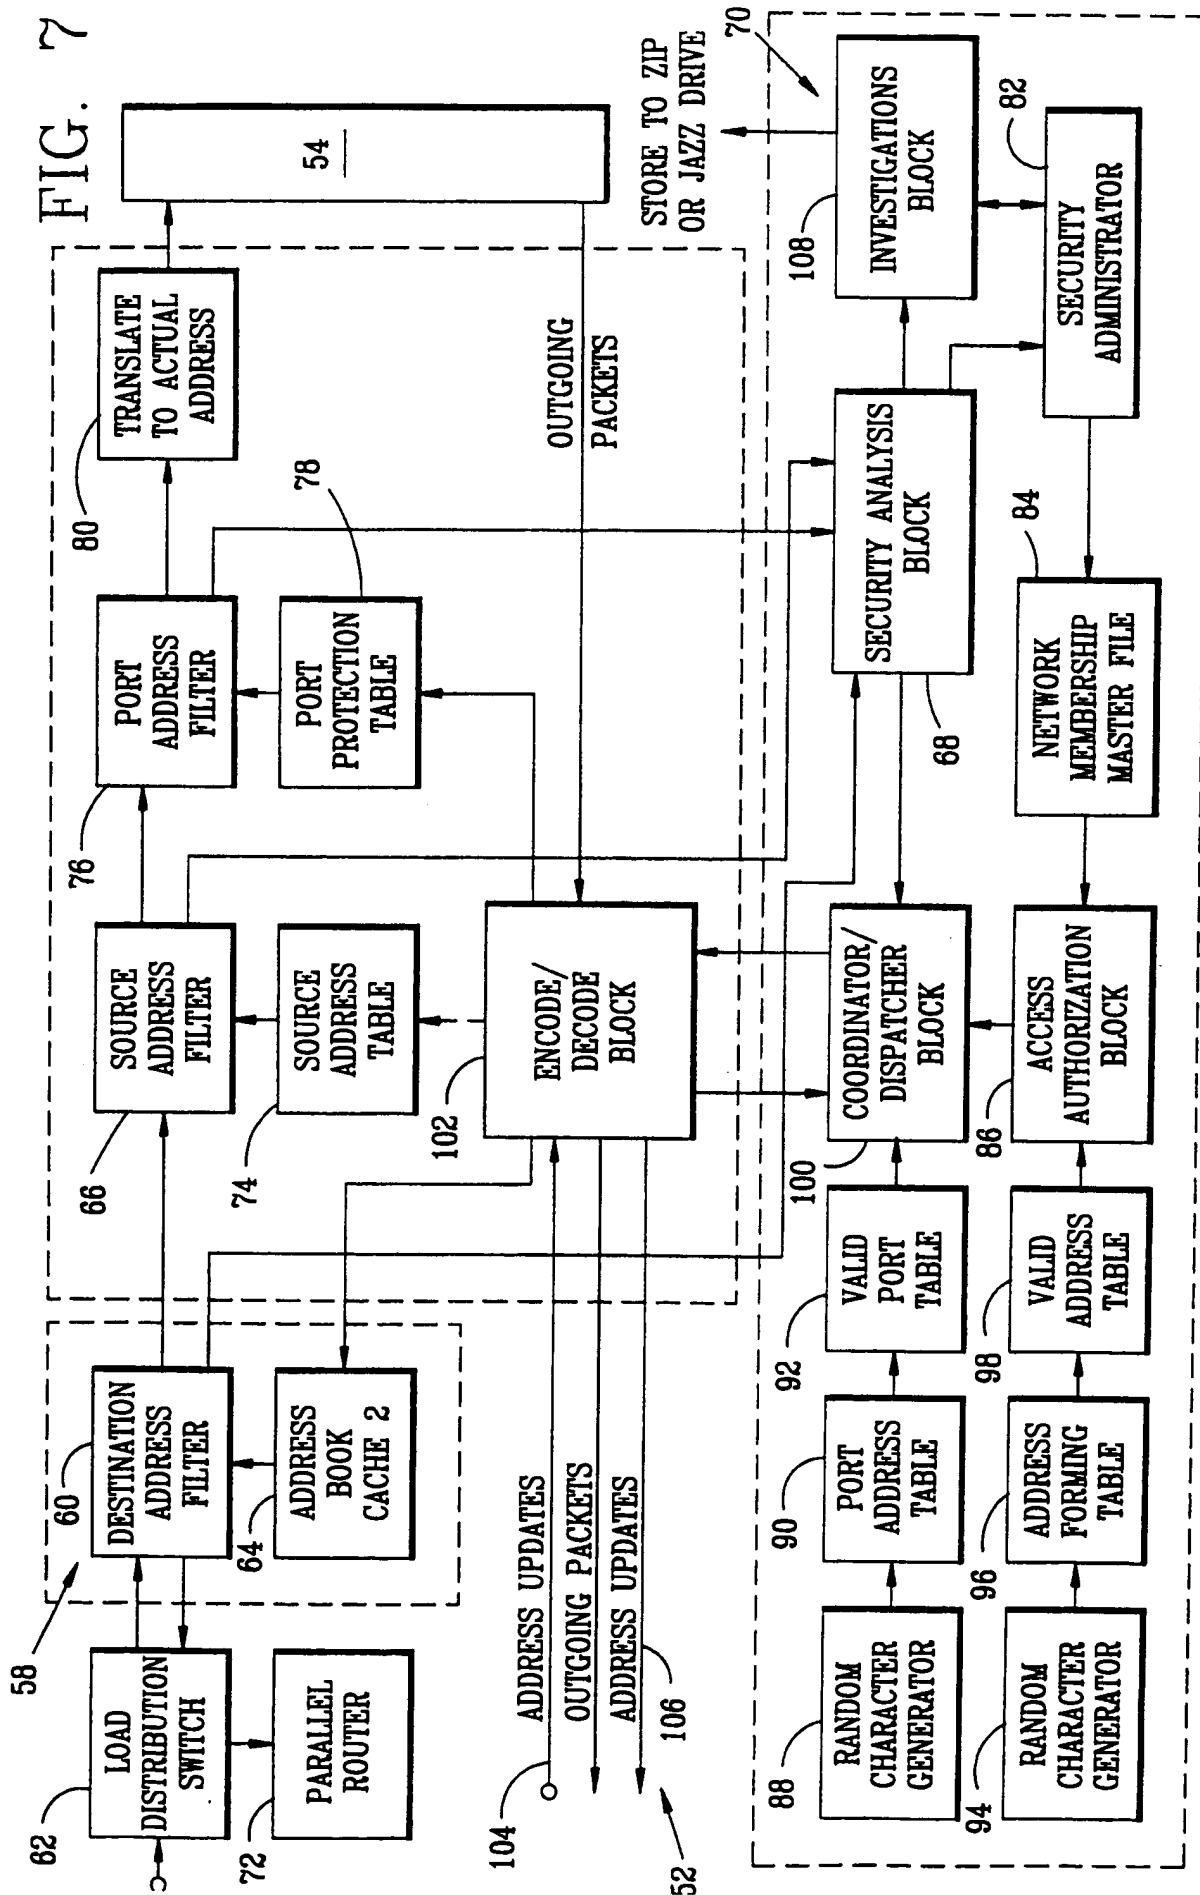 FIG. 7
62
LOAD
DISTRIBUTION
SWITCH
72
PARALLEL
ROUTER
58
60
DESTINATION
ADDRESS
FILTER
64
ADDRESS
BOOK
CACHE 2
66
SOURCE
ADDRESS
FILTER
74
SOURCE
ADDRESS
TABLE
76
PORT
ADDRESS
FILTER
78
PORT
PROTECTION
TABLE
80
TRANSLATE
TO ACTUAL
ADDRESS
54
102
ENCODE/
DECODE
BLOCK
OUTGOING
PACKETS
104
ADDRESS UPDATES
OUTGOING PACKETS
ADDRESS UPDATES
106
52
STORE TO ZIP
OR JAZZ DRIVE
70
88
RANDOM
CHARACTER
GENERATOR
90
PORT
ADDRESS
TABLE
92
VALID
PORT
TABLE
100
COORDINATOR/
DISPATCHER
BLOCK
68
SECURITY ANALYSIS
BLOCK
108
INVESTIGATIONS
BLOCK
94
RANDOM
CHARACTER
GENERATOR
96
ADDRESS
FORMING
TABLE
98
VALID
ADDRESS
TABLE
86
ACCESS
AUTHORIZATION
BLOCK
84
NETWORK
MEMBERSHIP
MASTER FILE
82
SECURITY
ADMINISTRATOR